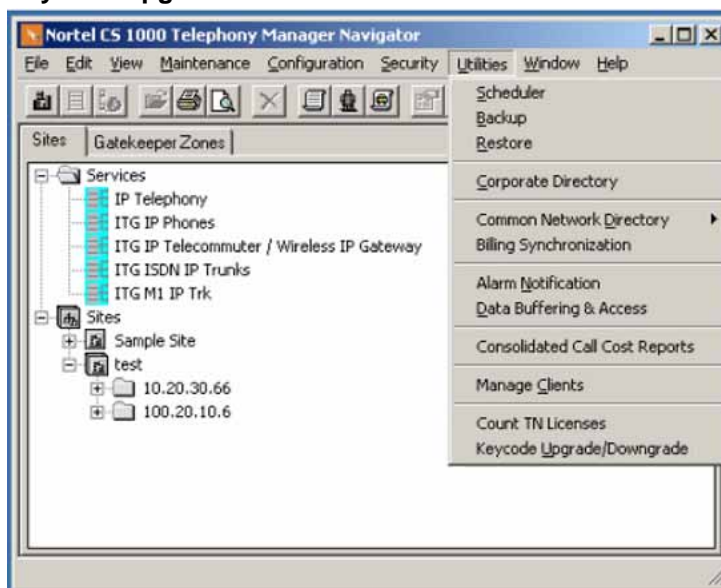 Nortel CS 1000 Telephony Manager Navigator
File Edit View Maintenance Configuration Security Utilities Window Help
Sites Gatekeeper Zones
Services
IP Telephony
ITG IP Phones
ITG IP Telecommuter / Wireless IP Gateway
ITG ISDN IP Trunks
ITG M1 IP Trk
Sites
Sample Site
test
10.20.30.66
100.20.10.6
Scheduler
Backup
Restore
Corporate Directory
Common Network Directory
Billing Synchronization
Alarm Notification
Data Buffering & Access
Consolidated Call Cost Reports
Manage Clients
Count TN Licenses
Keycode Upgrade/Downgrade